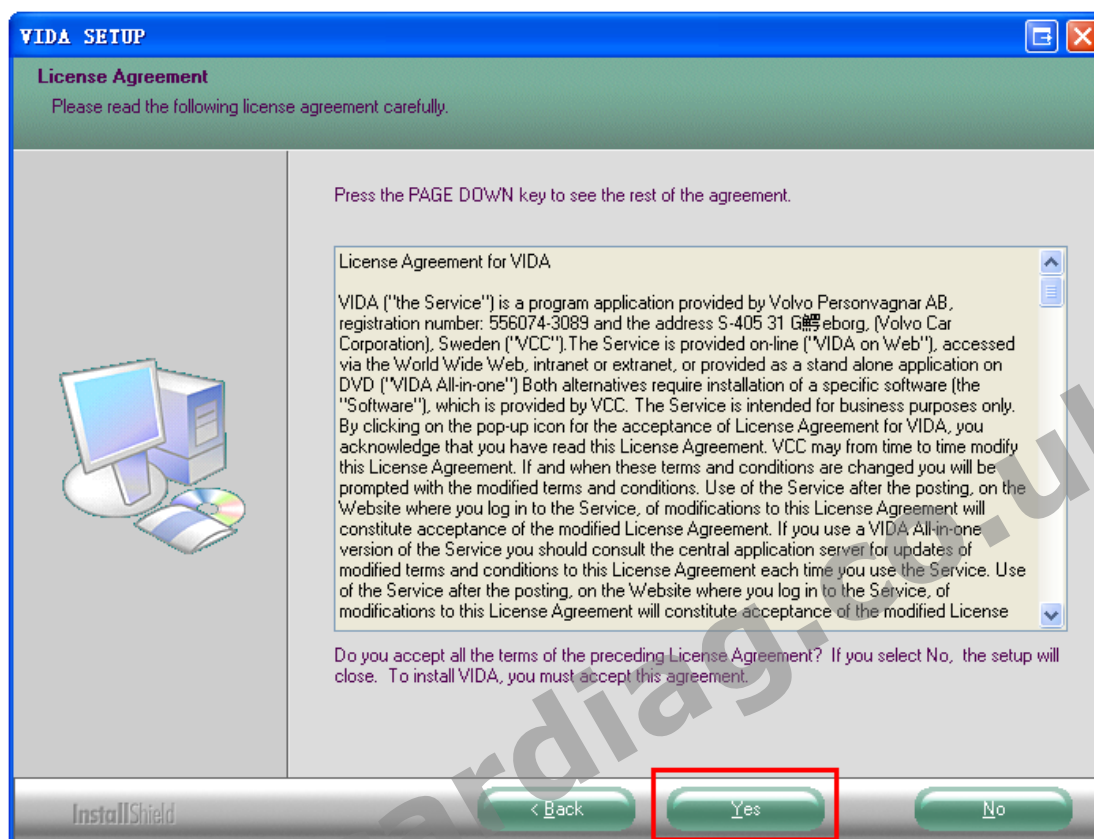 VIDA SETUP
License Agreement
Please read the following license agreement carefully.
Press the PAGE DOWN key to see the rest of the agreement.
License Agreement for VIDA
VIDA ("the Service") is a program application provided by Volvo Personvagnar AB,
registration number: 556074-3089 and the address S-405 31 G鰐eborg, (Volvo Car
Corporation), Sweden ("VCC").The Service is provided on-line ("VIDA on Web"), accessed
via the World Wide Web, intranet or extranet, or provided as a stand alone application on
DVD ("VIDA All-in-one") Both alternatives require installation of a specific software (the
"Software"), which is provided by VCC. The Service is intended for business purposes only.
By clicking on the pop-up icon for the acceptance of License Agreement for VIDA, you
acknowledge that you have read this License Agreement. VCC may from time to time modify
this License Agreement. If and when these terms and conditions are changed you will be
prompted with the modified terms and conditions. Use of the Service after the posting, on the
Website where you log in to the Service, of modifications to this License Agreement will
constitute acceptance of the modified License Agreement. If you use a VIDA All-in-one
version of the Service you should consult the central application server for updates of
modified terms and conditions to this License Agreement each time you use the Service. Use
of the Service after the posting, on the Website where you log in to the Service, of
modifications to this License Agreement will constitute acceptance of the modified License
Do you accept all the terms of the preceding License Agreement? If you select No, the setup will
close. To install VIDA, you must accept this agreement.
InstallShield
< Back
Yes
No
ardiag.co.uk